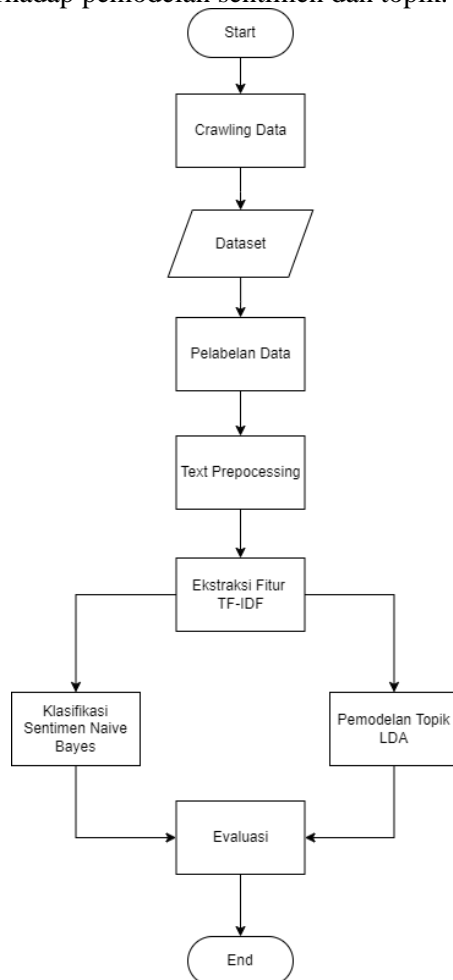 rhadap pemodelan sentimen dan topik.
Start
Crawling Data
Dataset
Pelabelan Data
Text Prepocessing
Ekstraksi Fitur
TF-IDF
Klasifikasi
Sentimen Naive
Bayes
Pemodelan Topik
LDA
Evaluasi
End